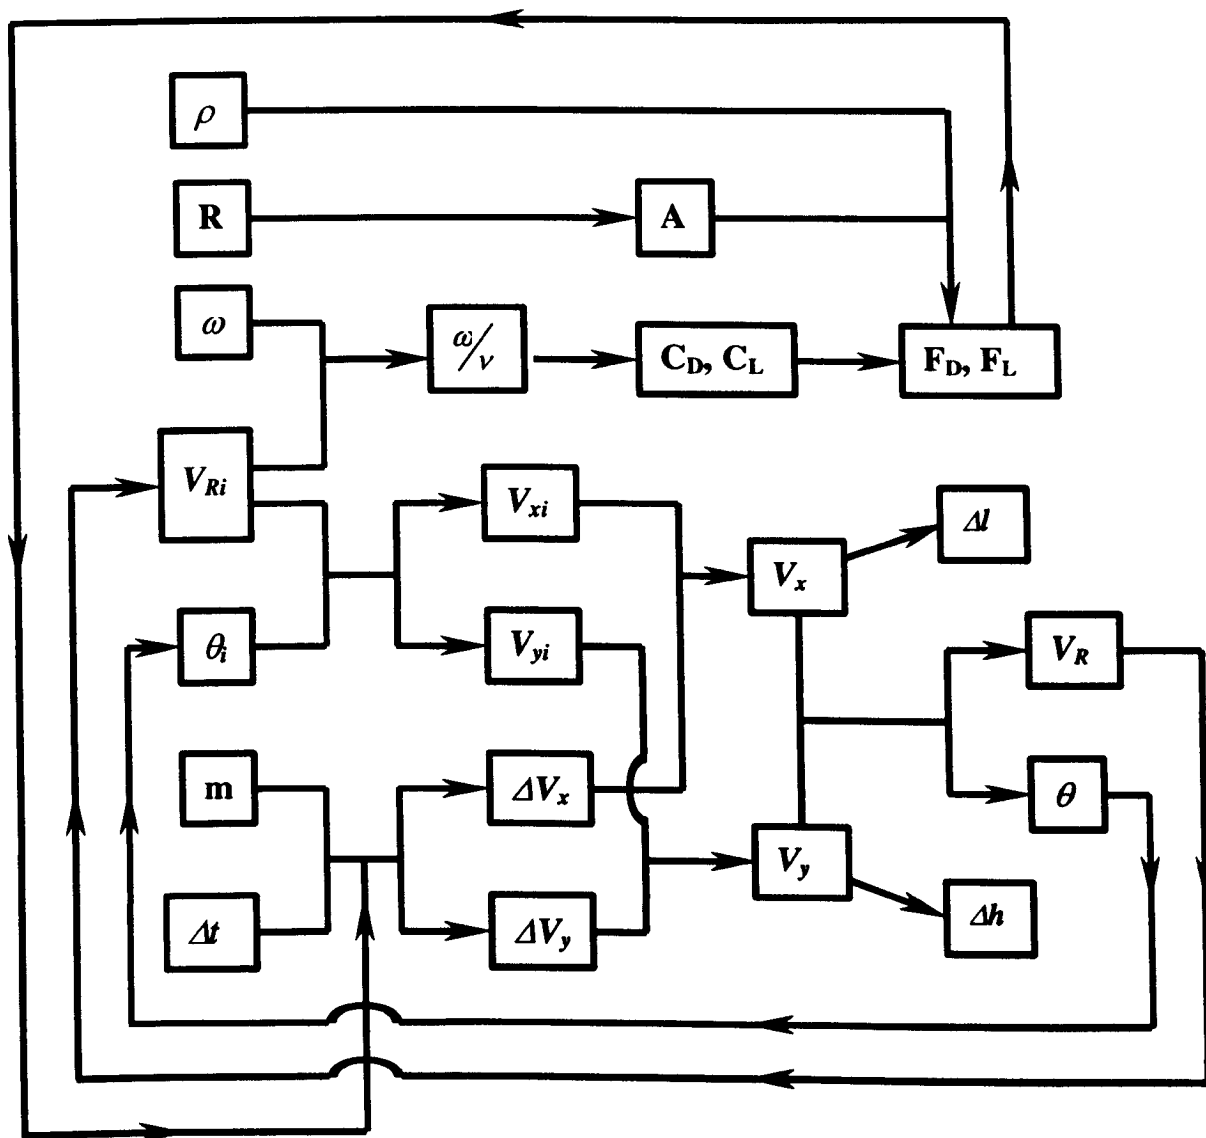 ρ
R
A
ω
ω/ν
C_D, C_L
F_D, F_L
V_Ri
V_xi
Δl
V_x
θ_i
V_yi
V_R
m
ΔV_x
θ
V_y
Δt
ΔV_y
Δh